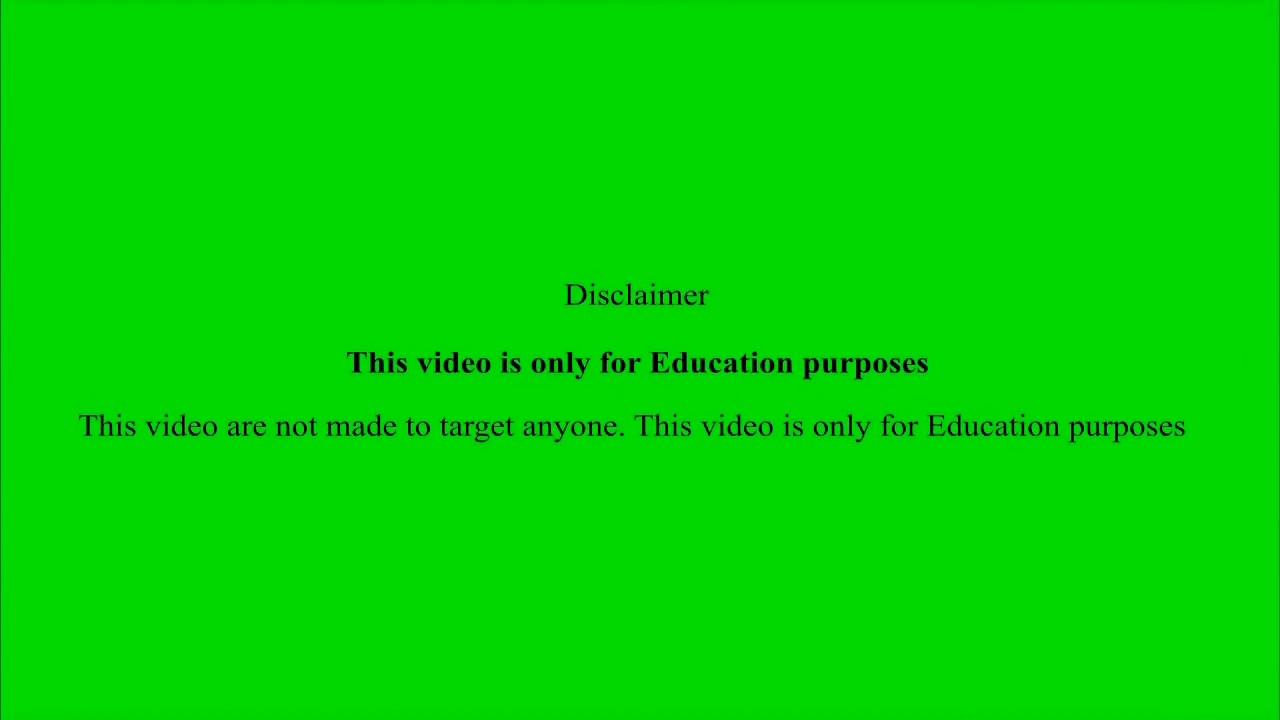 Disclaimer
This video is only for Education purposes
This video are not made to target anyone. This video is only for Education purposes